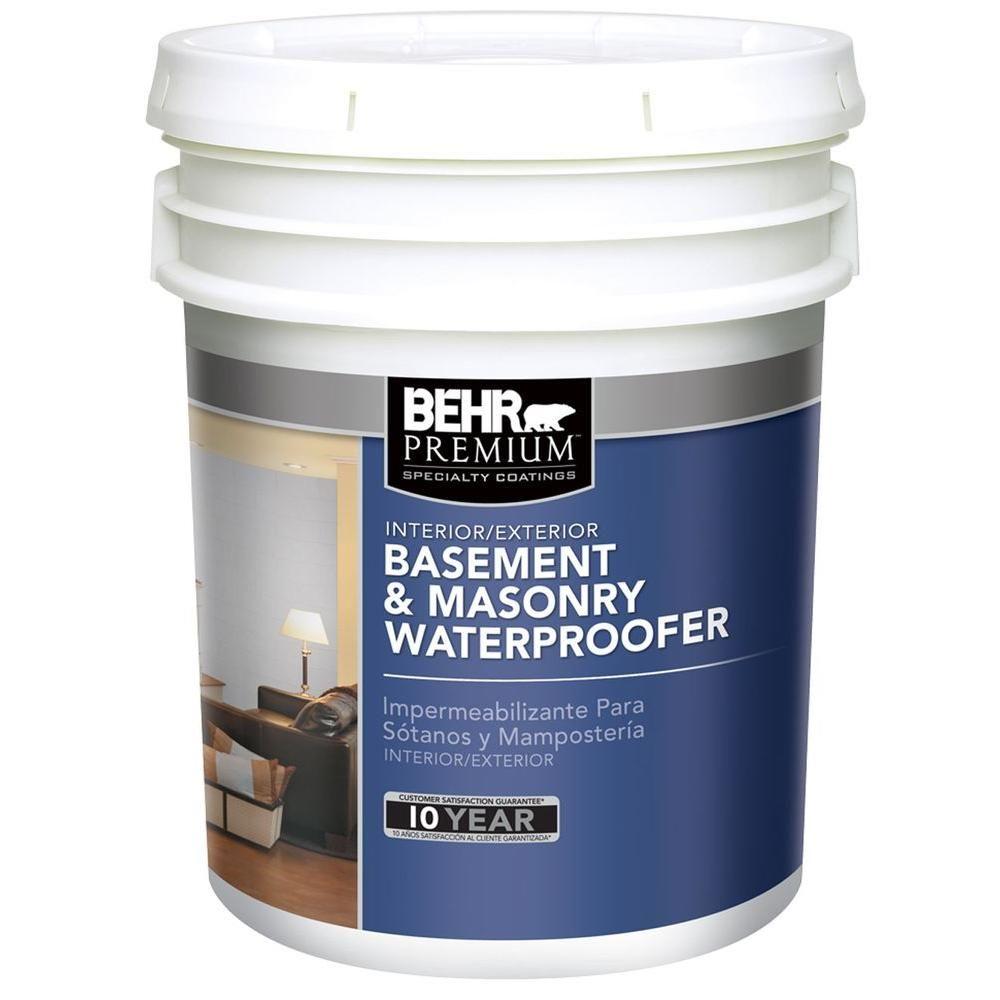 BEHR
PREMIUM™
SPECIALTY COATINGS
INTERIOR/EXTERIOR
BASEMENT
& MASONRY
WATERPROOFER
Impermeabilizante Para
Sótanos y Mampostería
INTERIOR/EXTERIOR
CUSTOMER SATISFACTION GUARANTEE*
10 YEAR
10 AÑOS SATISFACCIÓN AL CLIENTE GARANTIZADA*